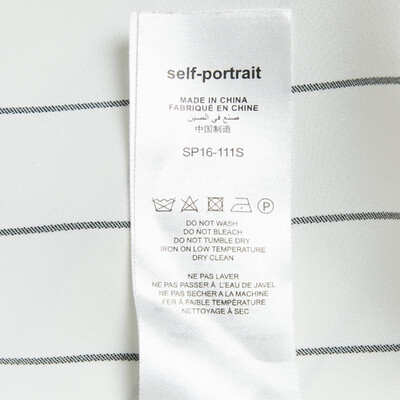 self-portrait
MADE IN CHINA
FABRIQUÉ EN CHINE
صنع في الصين
中国制造
SP16-111S
P
DO NOT WASH
DO NOT BLEACH
DO NOT TUMBLE DRY
IRON ON LOW TEMPERATURE
DRY CLEAN
NE PAS LAVER
NE PAS PASSER À L'EAU DE JAVEL
NE PAS SECHER A LA MACHINE
FER À FAIBLE TEMPÉRATURE
NETTOYAGE À SEC